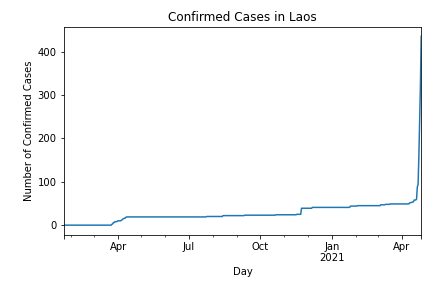 Confirmed Cases in Laos
Number of Confirmed Cases
400
300
200
100
0
Apr Jul Oct Jan Apr
2021
Day